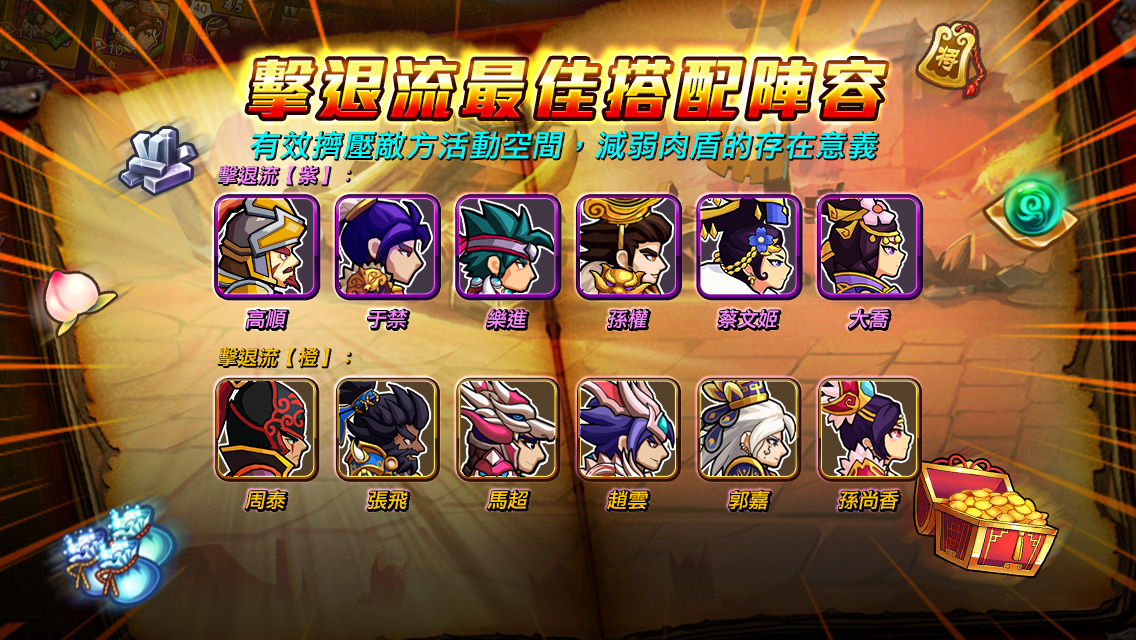 擊退流最佳搭配陣容
有效擠壓敵方活動空間，減弱肉盾的存在意義
擊退流【紫】：
高順 于禁 樂進 孫權 蔡文姬 大喬
擊退流【橙】：
周泰 張飛 馬超 趙雲 郭嘉 孫尚香
將